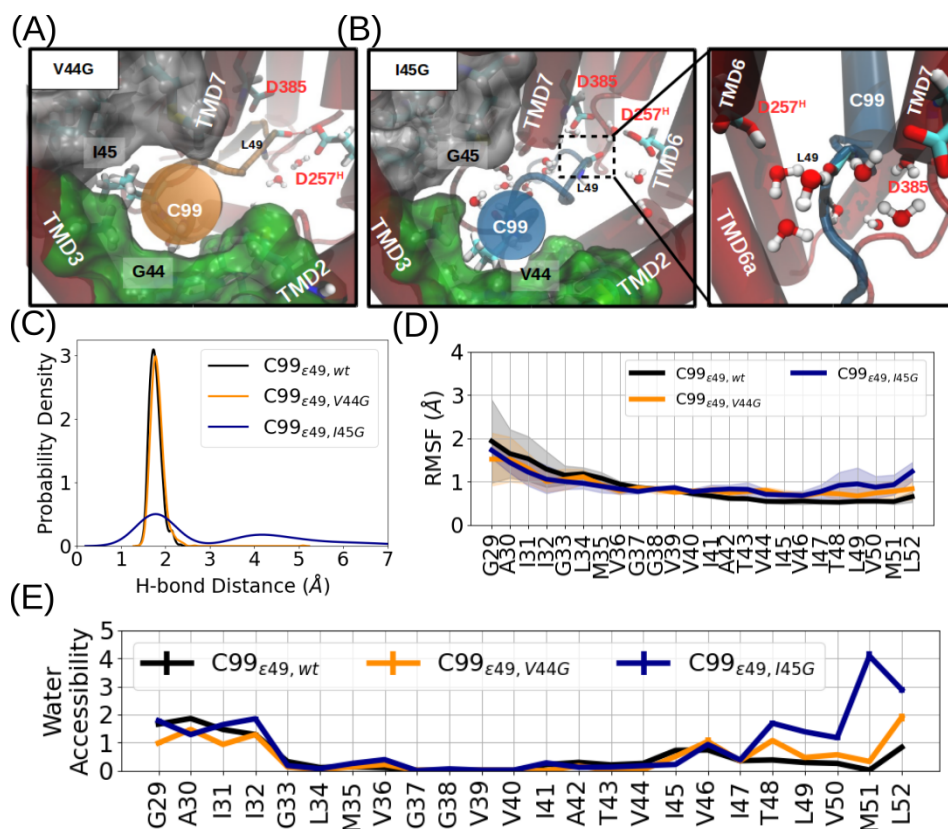 (A)
V44G
TMD7
D385
L49
I45
D257ᴴ
C99
TMD3
G44
TMD2
(B)
I45G
TMD7
D385
D257ᴴ
TMD6
G45
L49
C99
TMD3
V44
TMD2
TMD6
D257ᴴ
C99
TMD7
L49
D385
TMD6a
(C)
Probability Density
3
2
1
0
0 1 2 3 4 5 6 7
H-bond Distance (Å)
C99ε49, wt
C99ε49, V44G
C99ε49, I45G
(D)
RMSF (Å)
4
3
2
1
0
C99ε49, wt
C99ε49, V44G
C99ε49, I45G
G29 A30 I31 I32 G33 L34 M35 V36 G37 G38 V39 V40 I41 A42 T43 V44 I45 V46 I47 T48 L49 V50 M51 L52
(E)
Water
Accessibility
5
4
3
2
1
0
C99ε49, wt
C99ε49, V44G
C99ε49, I45G
G29 A30 I31 I32 G33 L34 M35 V36 G37 G38 V39 V40 I41 A42 T43 V44 I45 V46 I47 T48 L49 V50 M51 L52